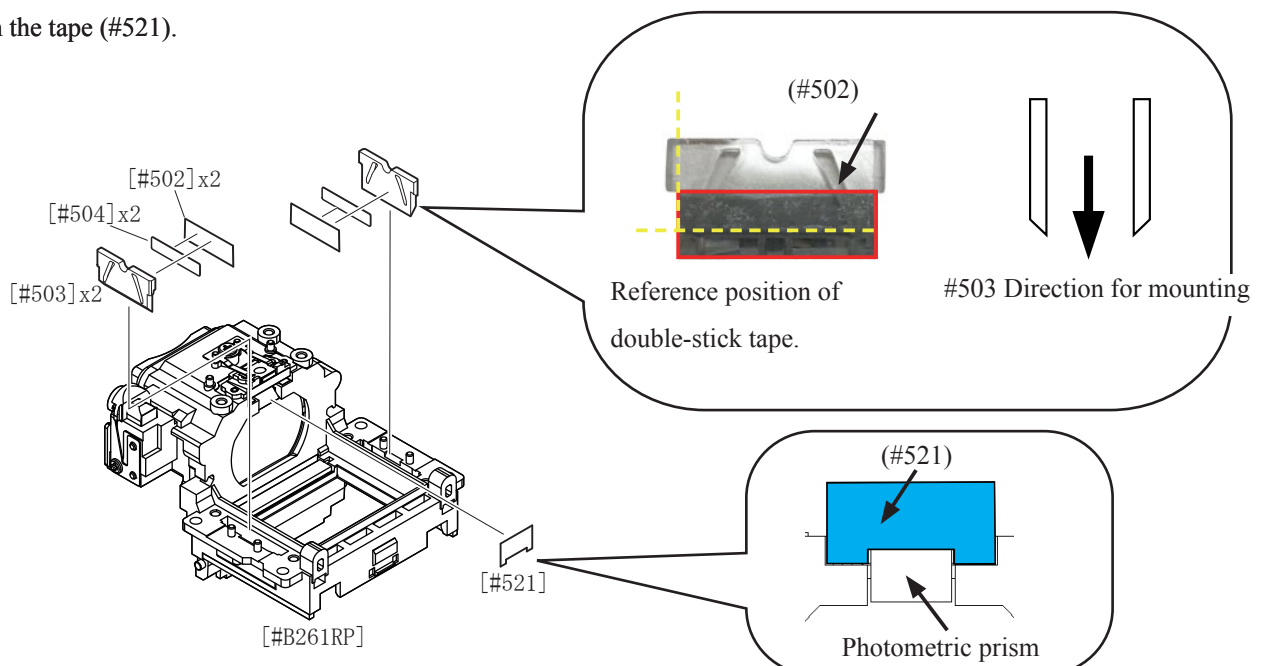 the tape (#521).
(#502)
[#502]x2
[#504]x2
[#503]x2
Reference position of
double-stick tape.
#503 Direction for mounting
(#521)
[#521]
[#B261RP]
Photometric prism